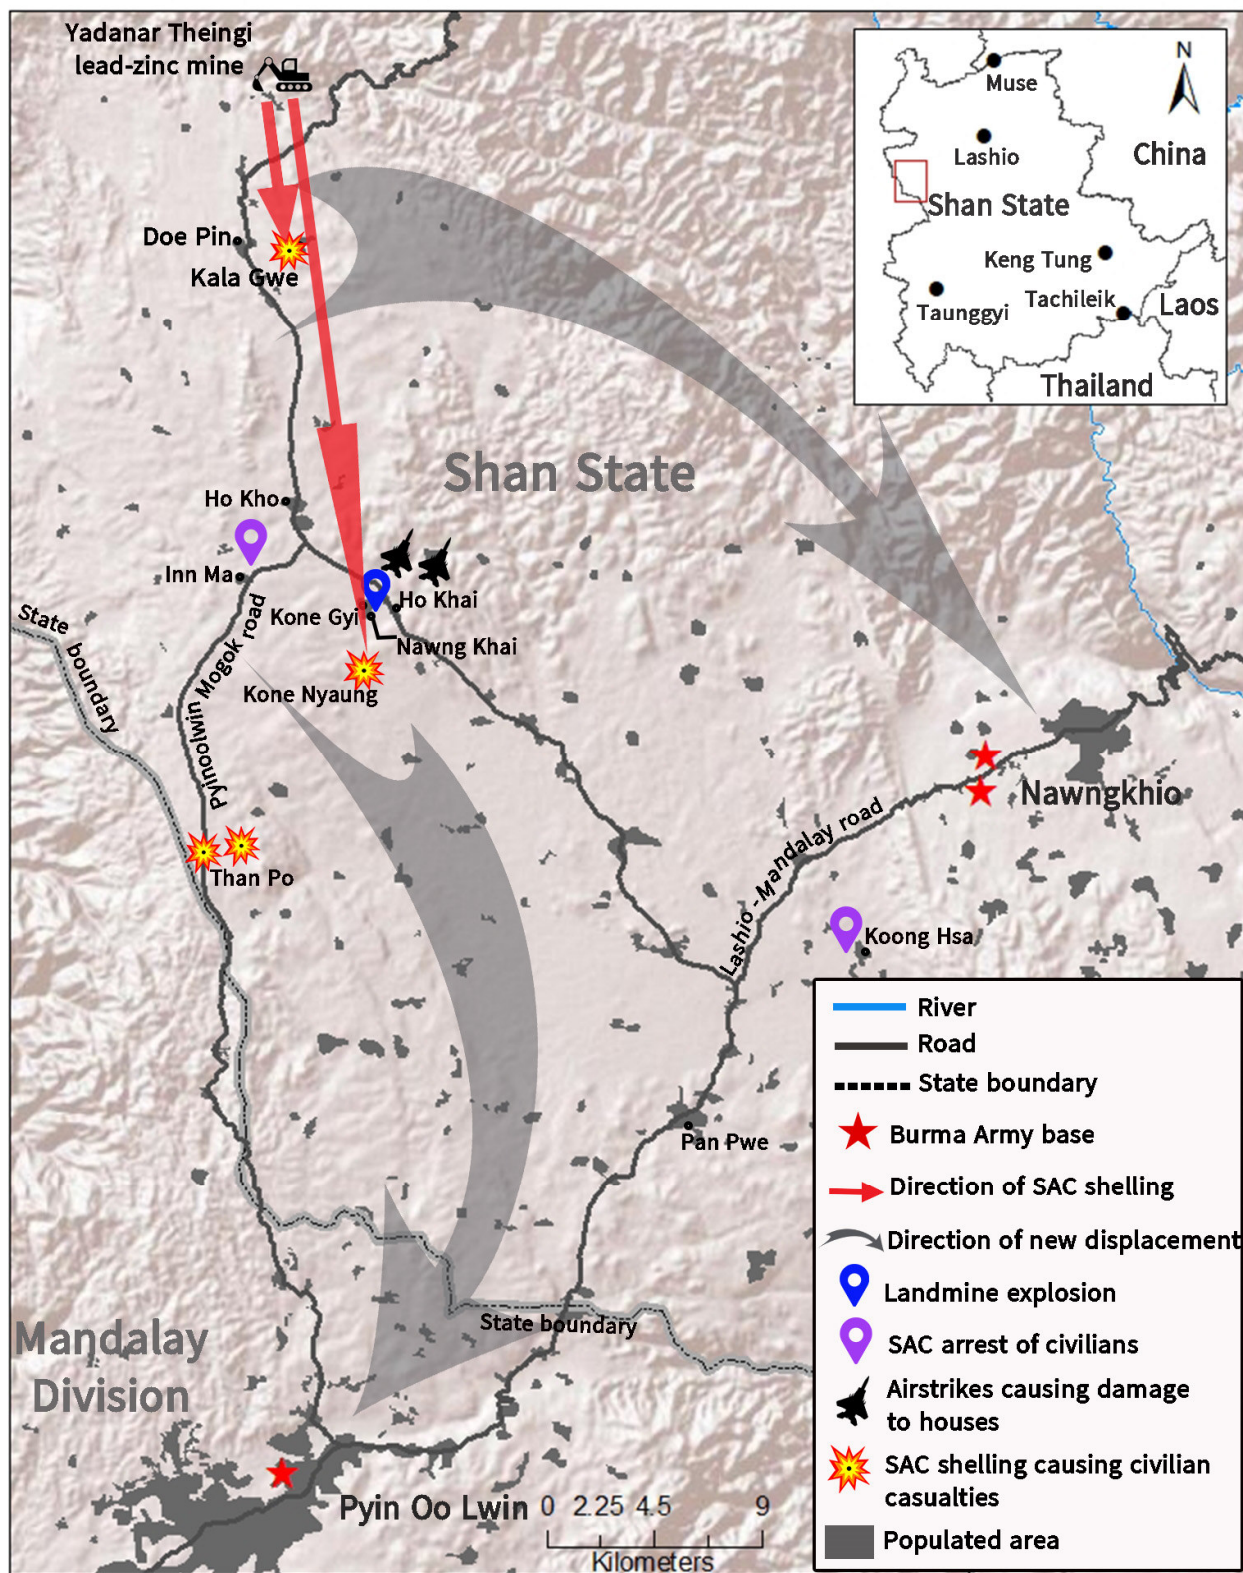 Yadanar Theingi
lead-zinc mine
Doe Pin
Kala Gwe
Shan State
Ho Kho
Inn Ma
Kone Gyi
Ho Khai
Nawng Khai
Kone Nyaung
State boundary
Pyinoolwin Mogok road
Than Po
Nawngkhio
Lashio-Mandalay road
Koong Hsa
Pan Pwe
State boundary
Mandalay
Division
Pyin Oo Lwin
0 2.25 4.5 9
Kilometers
N
Muse
Lashio
China
Shan State
Keng Tung
Taunggyi
Tachileik
Laos
Thailand
River
Road
State boundary
Burma Army base
Direction of SAC shelling
Direction of new displacement
Landmine explosion
SAC arrest of civilians
Airstrikes causing damage
to houses
SAC shelling causing civilian
casualties
Populated area